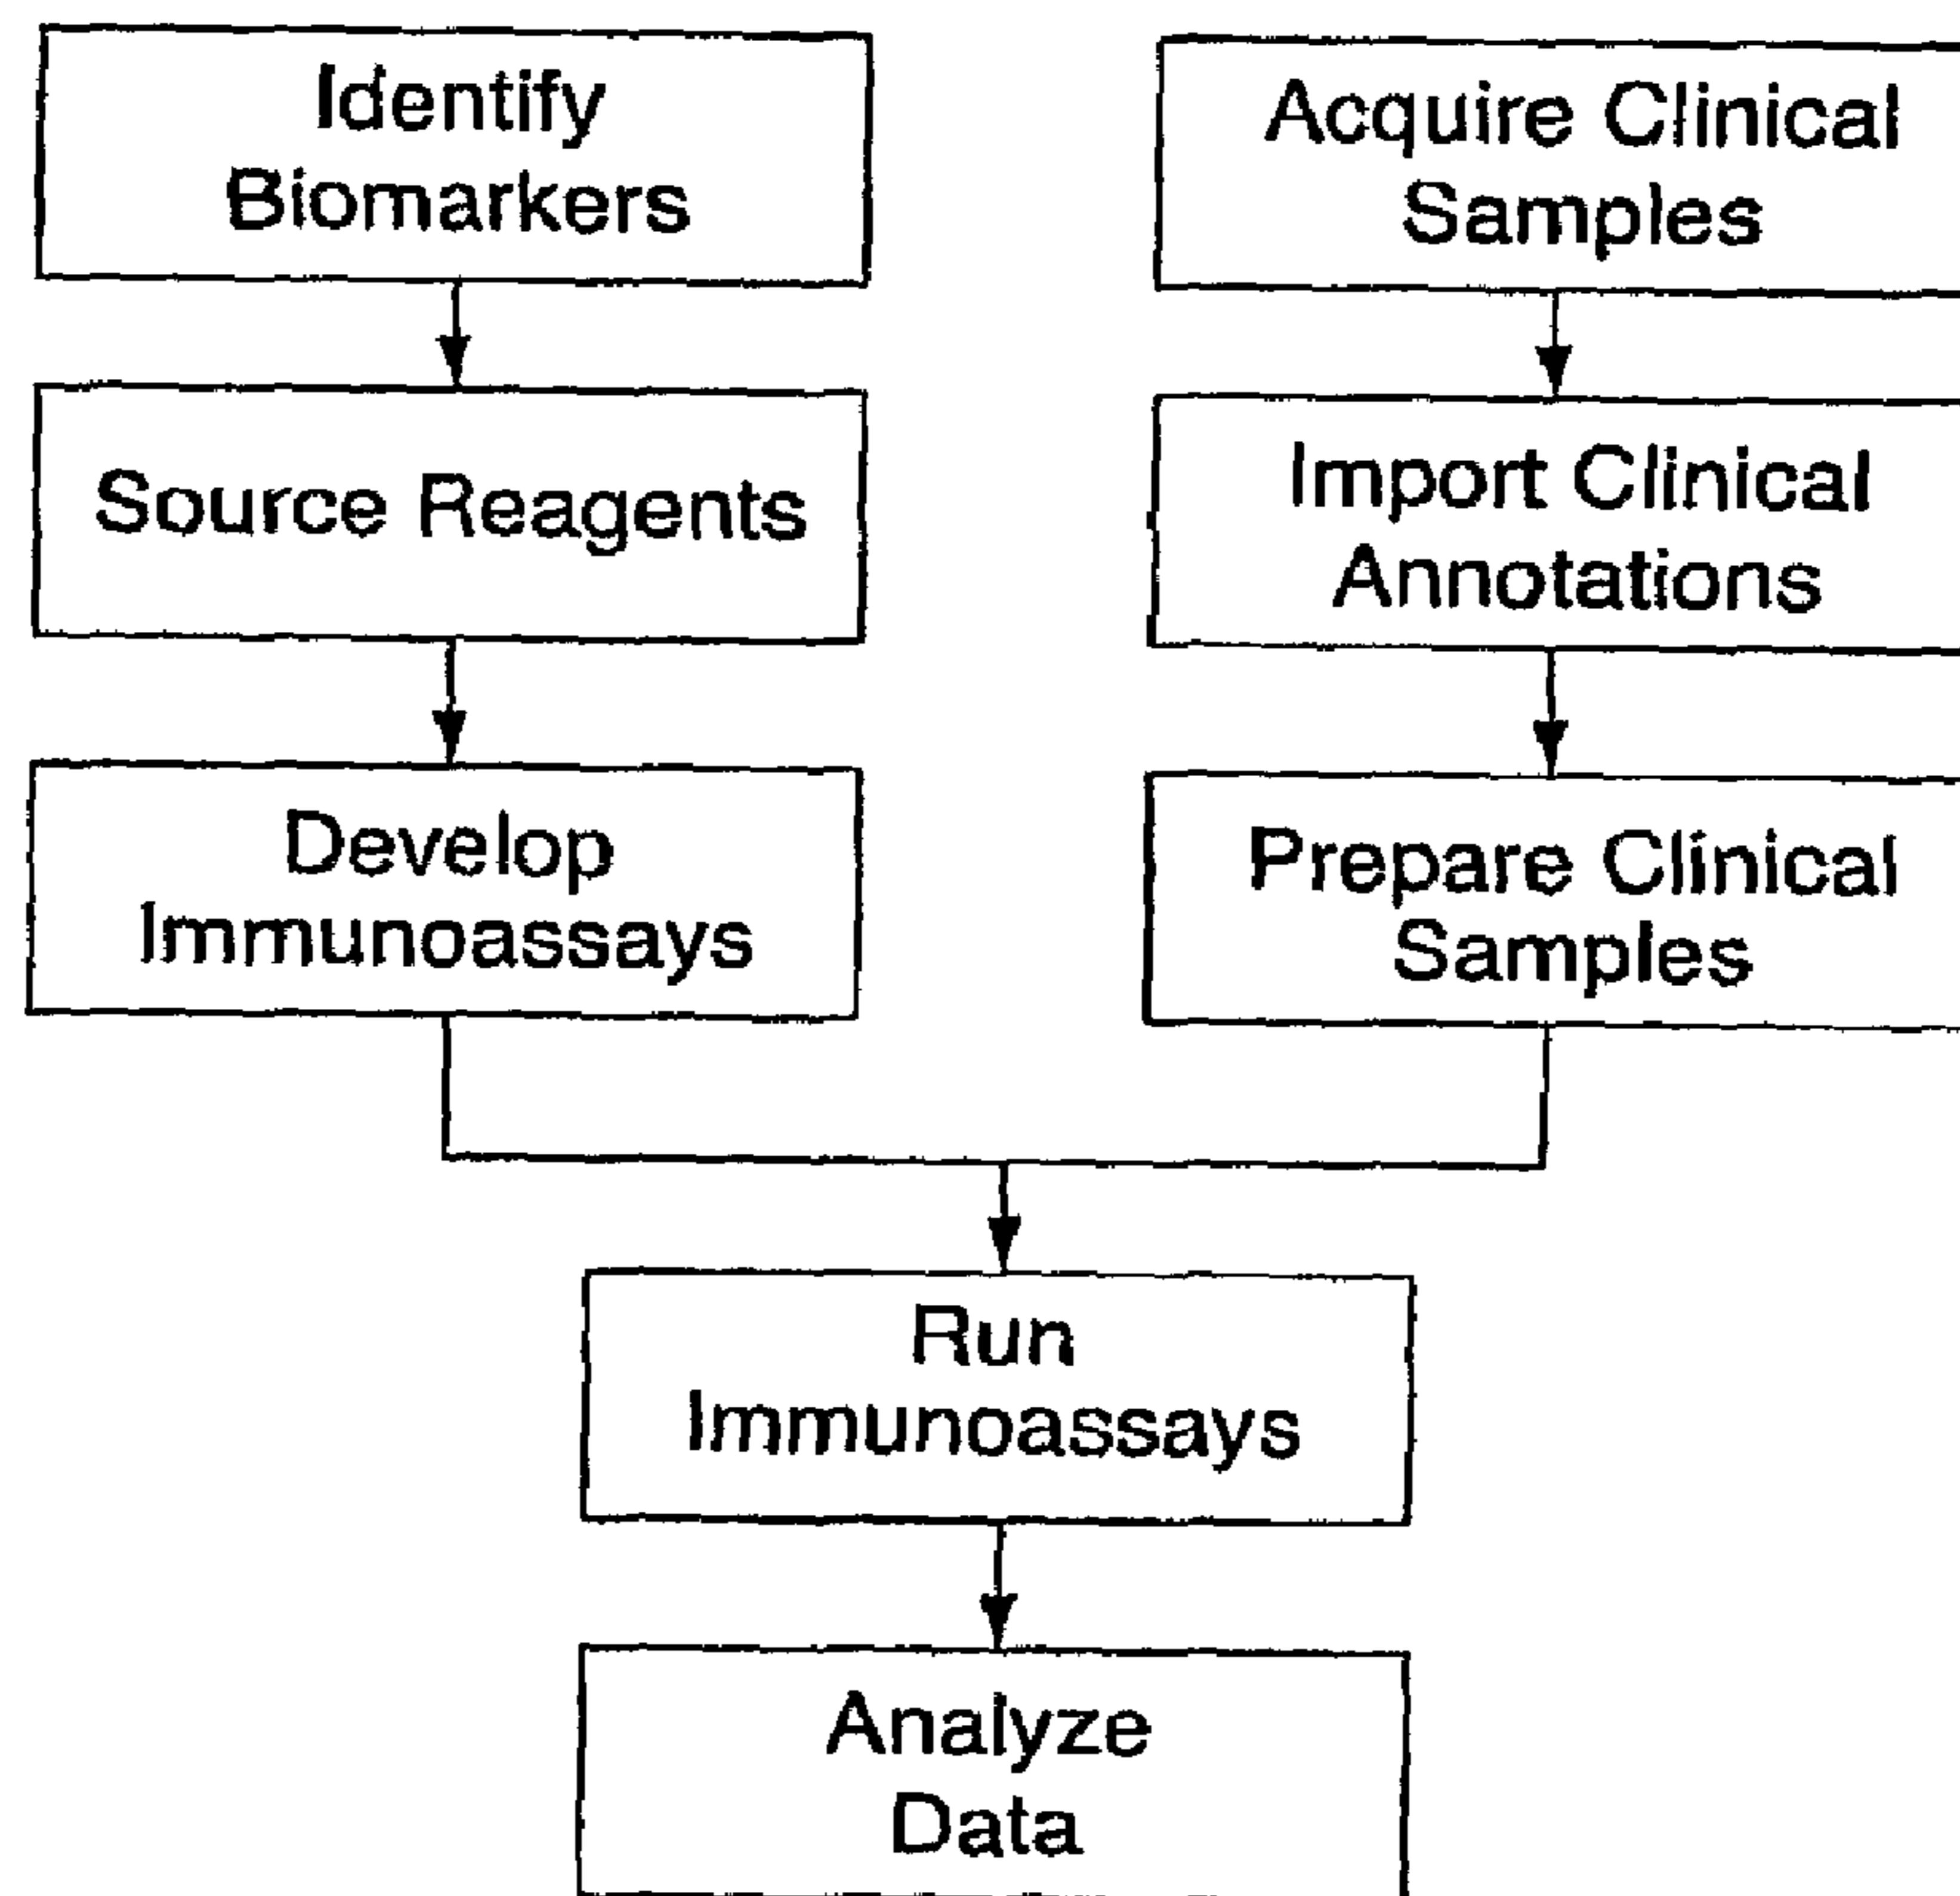 Identify
Biomarkers
Acquire Clinical
Samples
Source Reagents
Import Clinical
Annotations
Develop
Immunoassays
Prepare Clinical
Samples
Run
Immunoassays
Analyze
Data